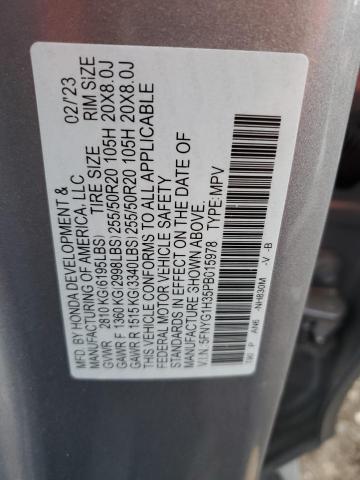 MFD. BY HONDA DEVELOPMENT & 02/'23
MANUFACTURING OF AMERICA, LLC
GVWR 2810 KG(6195LBS) TIRE SIZE RIM SIZE
GAWR F 1360 KG(2998LBS)255/50R20 105H 20X8.0J
GAWR R 1515 KG(3340LBS)255/50R20 105H 20X8.0J
THIS VEHICLE CONFORMS TO ALL APPLICABLE
FEDERAL MOTOR VEHICLE SAFETY
STANDARDS IN EFFECT ON THE DATE OF
MANUFACTURE SHOWN ABOVE.
V.I.N.:5FNYG1H35PB015978 TYPE:MPV
T90 P AN6 -NH830M -V -B